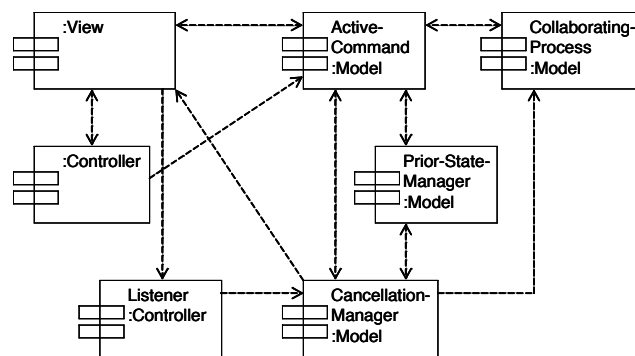 :View
Active-
Command
:Model
Collaborating-
Process
:Model
:Controller
Prior-State-
Manager
:Model
Listener
:Controller
Cancellation-
Manager
:Model